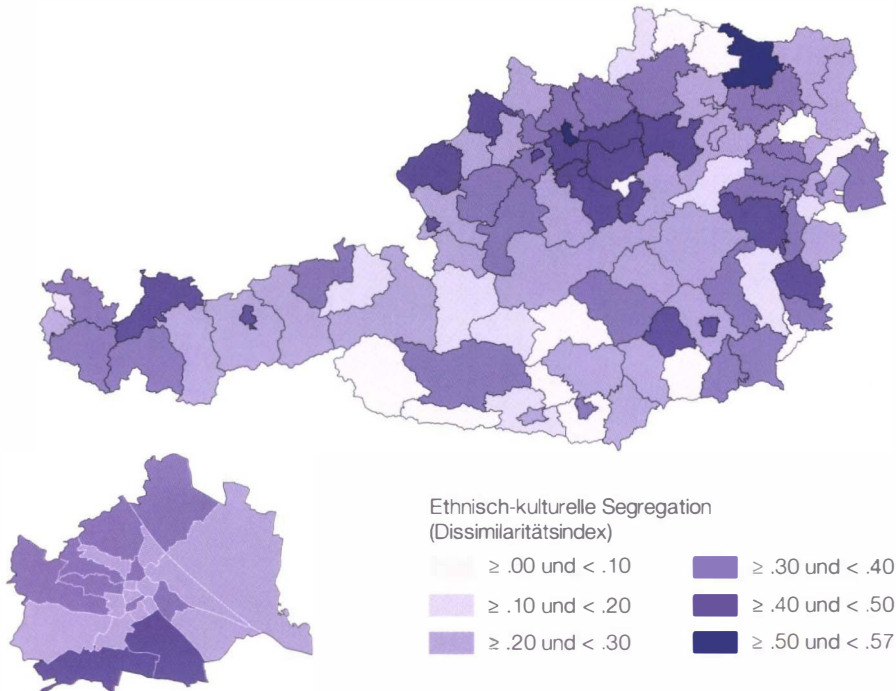 Ethnisch-kulturelle Segregation
(Dissimilaritätsindex)
≥ .00 und < .10
≥ .10 und < .20
≥ .20 und < .30
≥ .30 und < .40
≥ .40 und < .50
≥ .50 und < .57